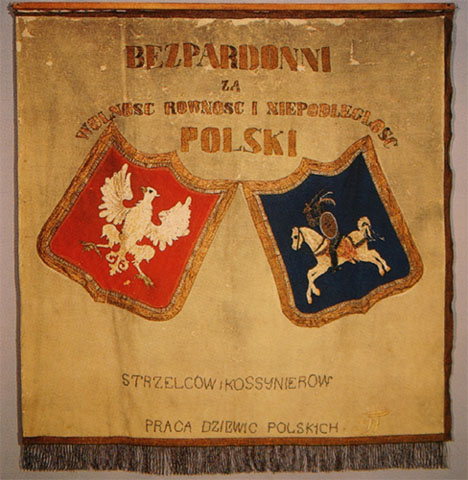 BEZPARDONNI
ZA
WOLNOSC ROWNOSC I NIEPODLEGLOSC
POLSKI
STRZELCOW i KOSSYNIEROW
PRACA DZIEWIC POLSKICH.